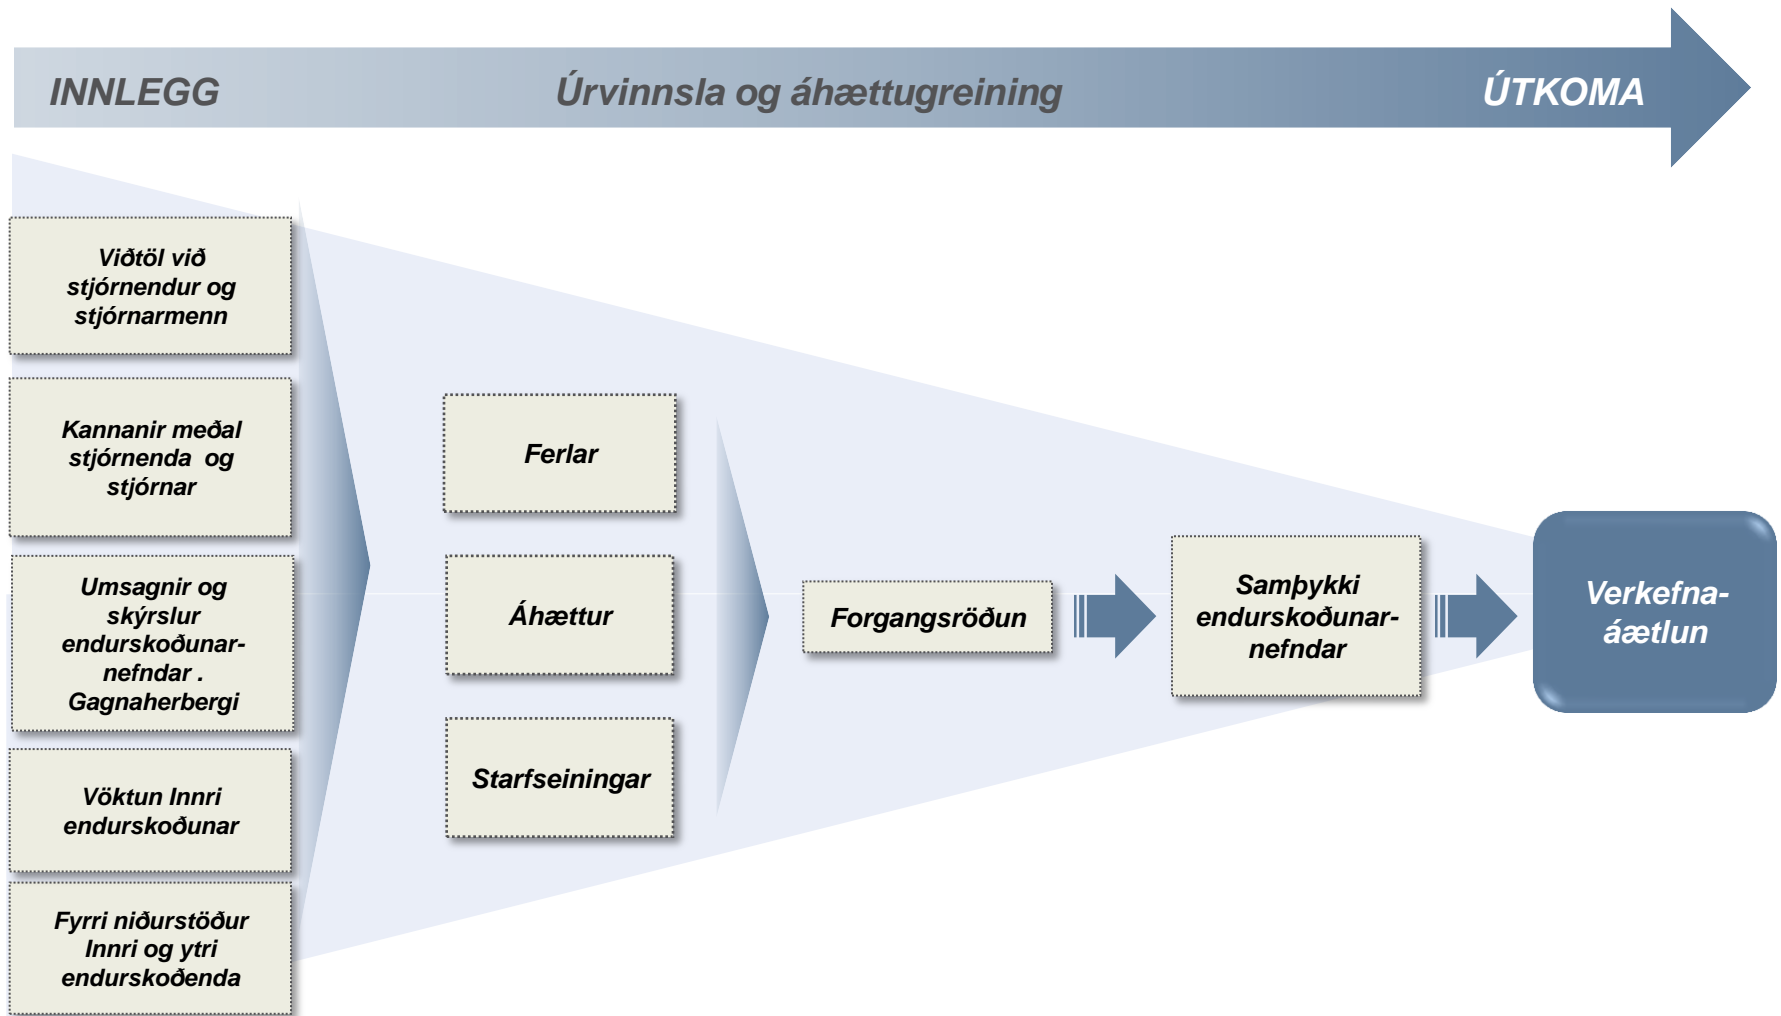 INNLEGG
Úrvinnsla og áhættugreining
ÚTKOMA
Viðtöl við
stjórnendur og
stjórnarmenn
Kannanir meðal
stjórnenda  og
stjórnar
Umsagnir og
skýrslur
endurskoðunar-
nefndar .
Gagnaherbergi
Vöktun Innri
endurskoðunar
Fyrri niðurstöður
Innri og ytri
endurskoðenda
Ferlar
Áhættur
Starfseiningar
Forgangsröðun
Samþykki
endurskoðunar-
nefndar
Verkefna-
áætlun